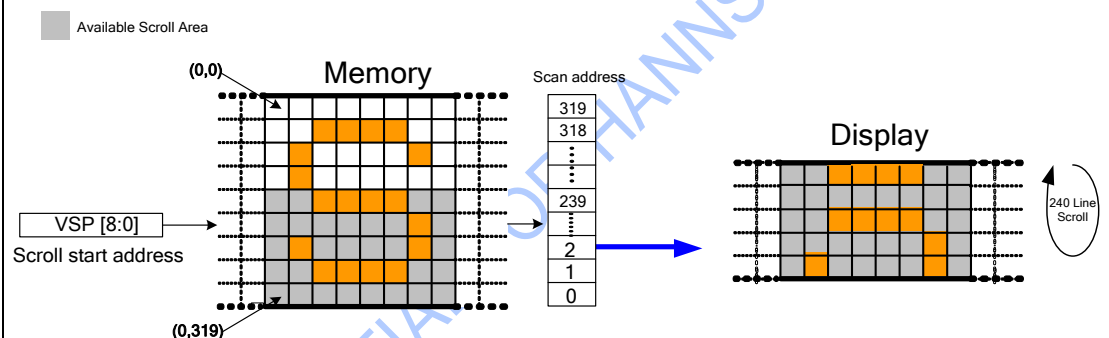 Available Scroll Area
(0,0)
Memory
Scan address
319
318
239
2
1
0
Display
240 Line
Scroll
VSP [8:0]
Scroll start address
(0,319)